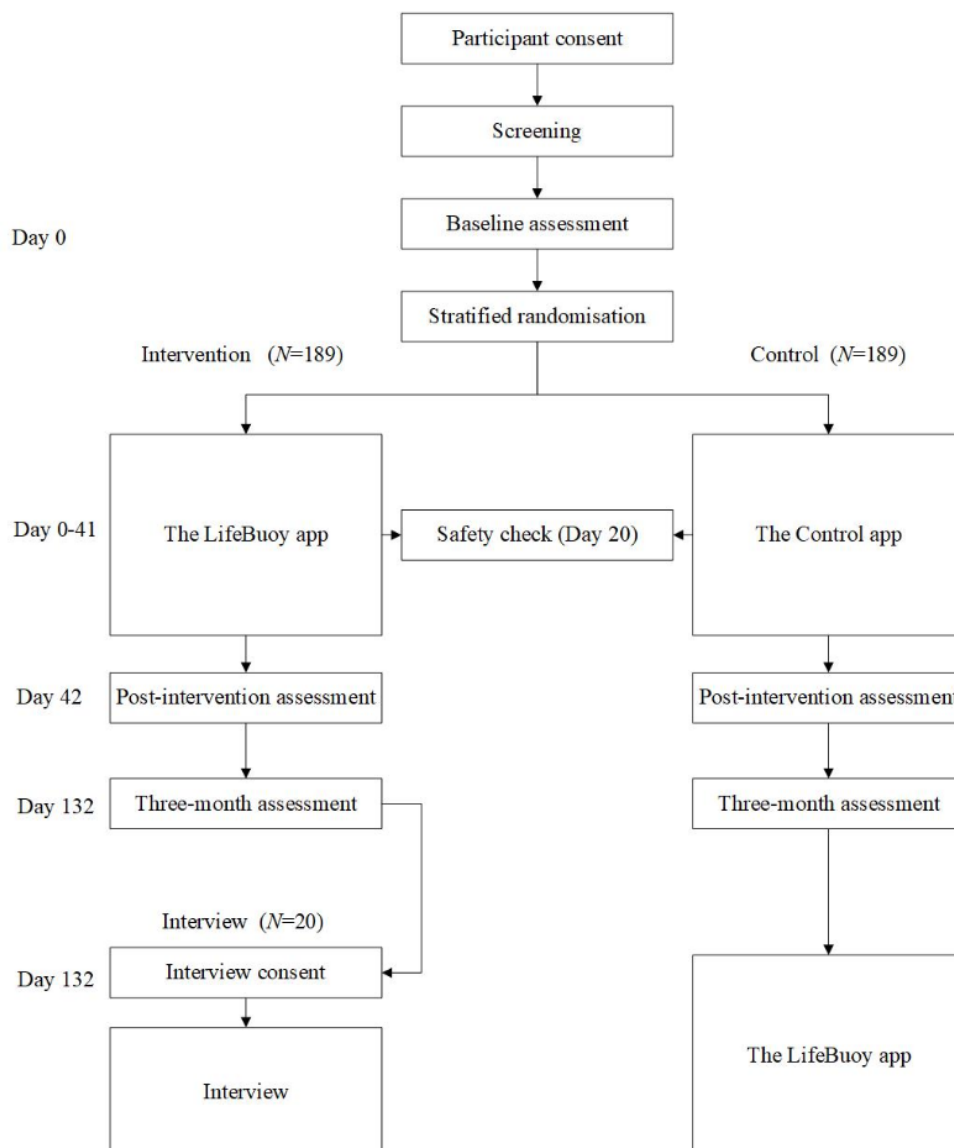 Participant consent
Screening
Baseline assessment
Day 0
Stratified randomisation
Intervention (N=189)
Control (N=189)
Day 0-41
The LifeBuoy app
Safety check (Day 20)
The Control app
Day 42
Post-intervention assessment
Post-intervention assessment
Day 132
Three-month assessment
Three-month assessment
Interview (N=20)
Day 132
Interview consent
The LifeBuoy app
Interview